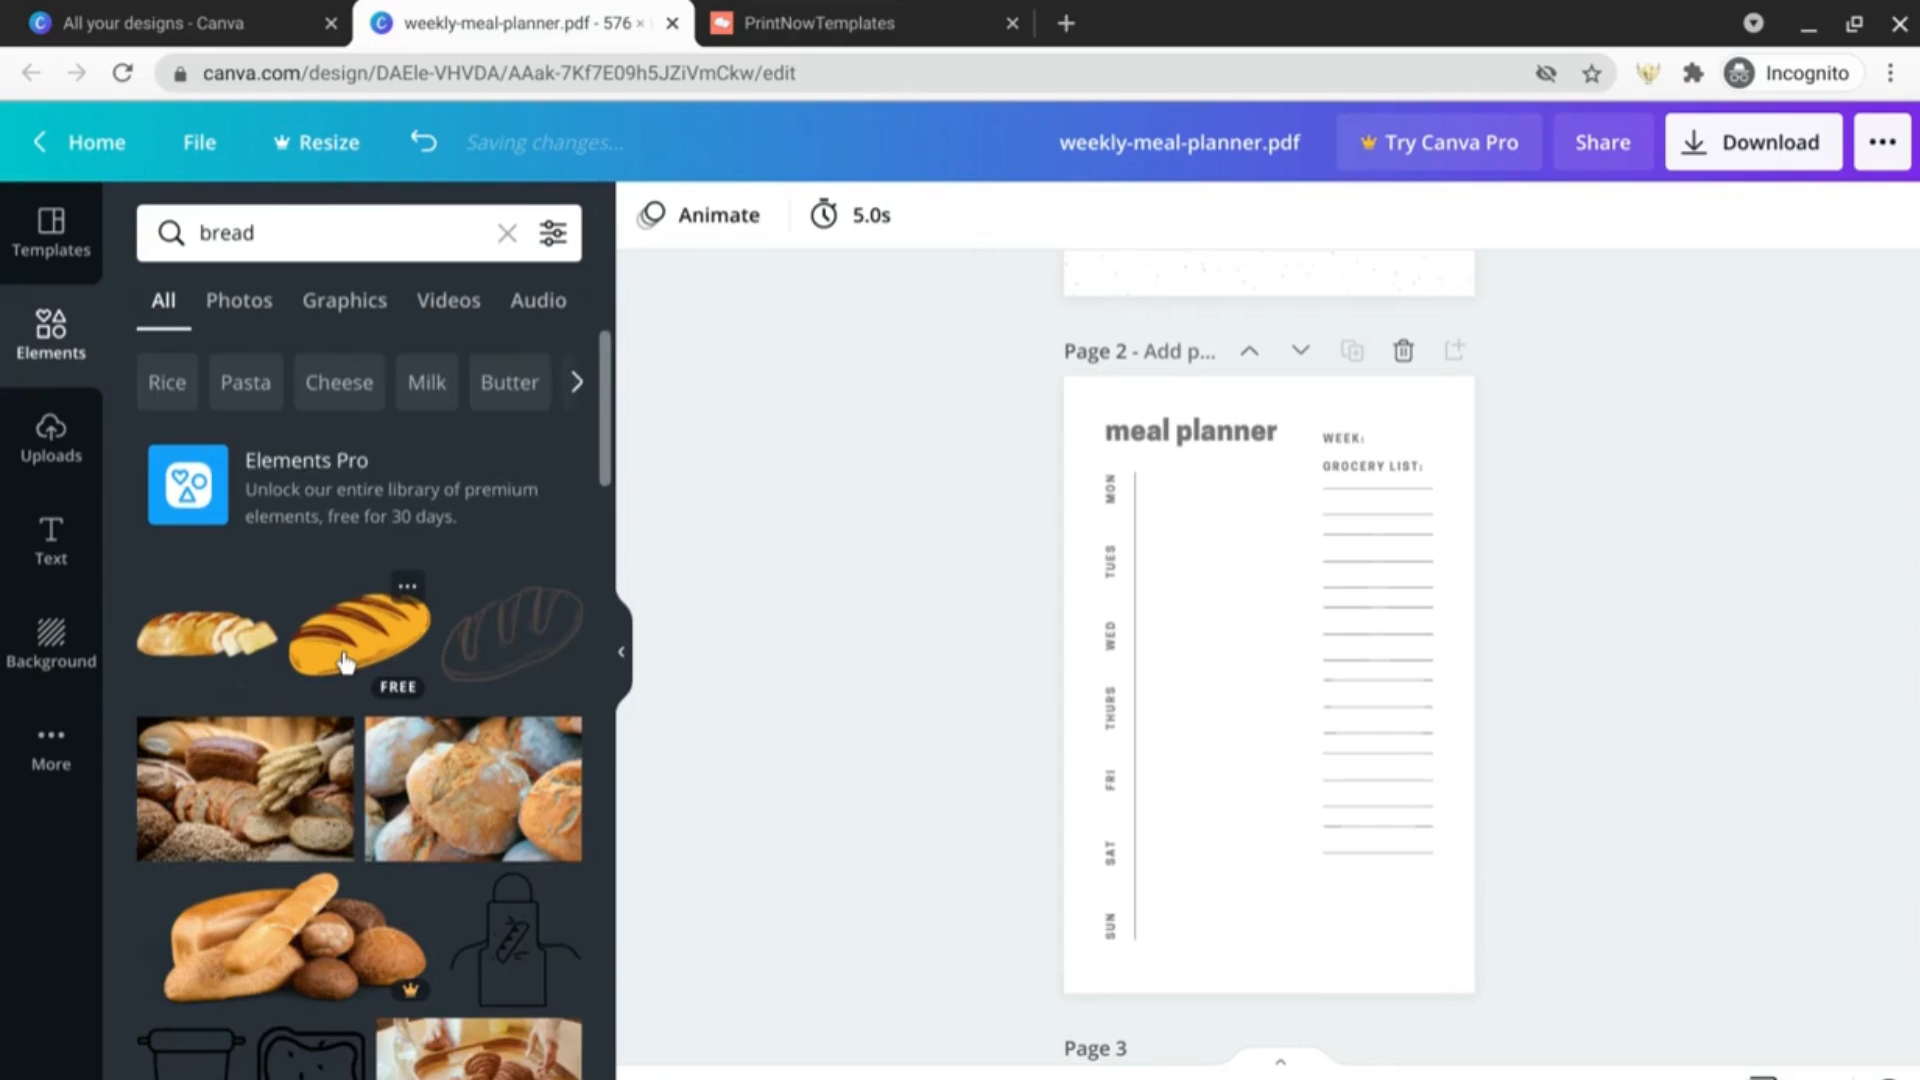 All your designs - Canva
weekly-meal-planner.pdf - 576 ×
PrintNowTemplates
canva.com/design/DAEle-VHVDA/AAak-7Kf7E09h5JZiVmCkw/edit
Incognito
Home
File
Resize
Saving changes...
weekly-meal-planner.pdf
Try Canva Pro
Share
Download
Templates
Elements
Uploads
Text
Background
More
bread
All
Photos
Graphics
Videos
Audio
Rice
Pasta
Cheese
Milk
Butter
Elements Pro
Unlock our entire library of premium
elements, free for 30 days.
FREE
Animate
5.0s
Page 2 - Add p...
meal planner
WEEK:
GROCERY LIST:
MON
TUES
WED
THURS
FRI
SAT
SUN
Page 3